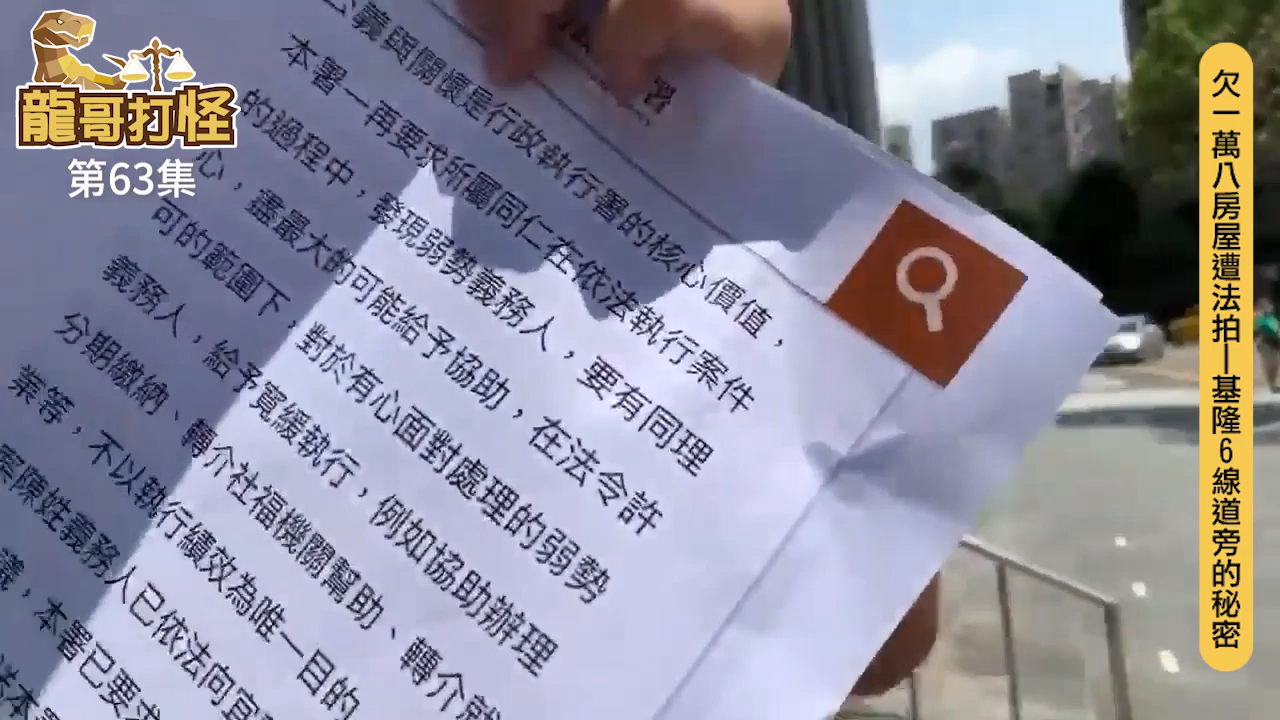 龍哥打怪
第63集
欠一萬八房屋遭法拍—基隆6線道旁的秘密
署
公義與關懷是行政執行署的核心價值，
本署一再要求所屬同仁在依法執行案件
的過程中，發現弱勢義務人，要有同理
心，盡最大的可能給予協助，在法令許
可的範圍下，對於有心面對處理的弱勢
義務人，給予寬緩執行，例如協助辦理
分期繳納、轉介社福機關幫助、轉介就
業等，不以執行績效為唯一目的
案陳姓義務人已依法向宜
議，本署已要求